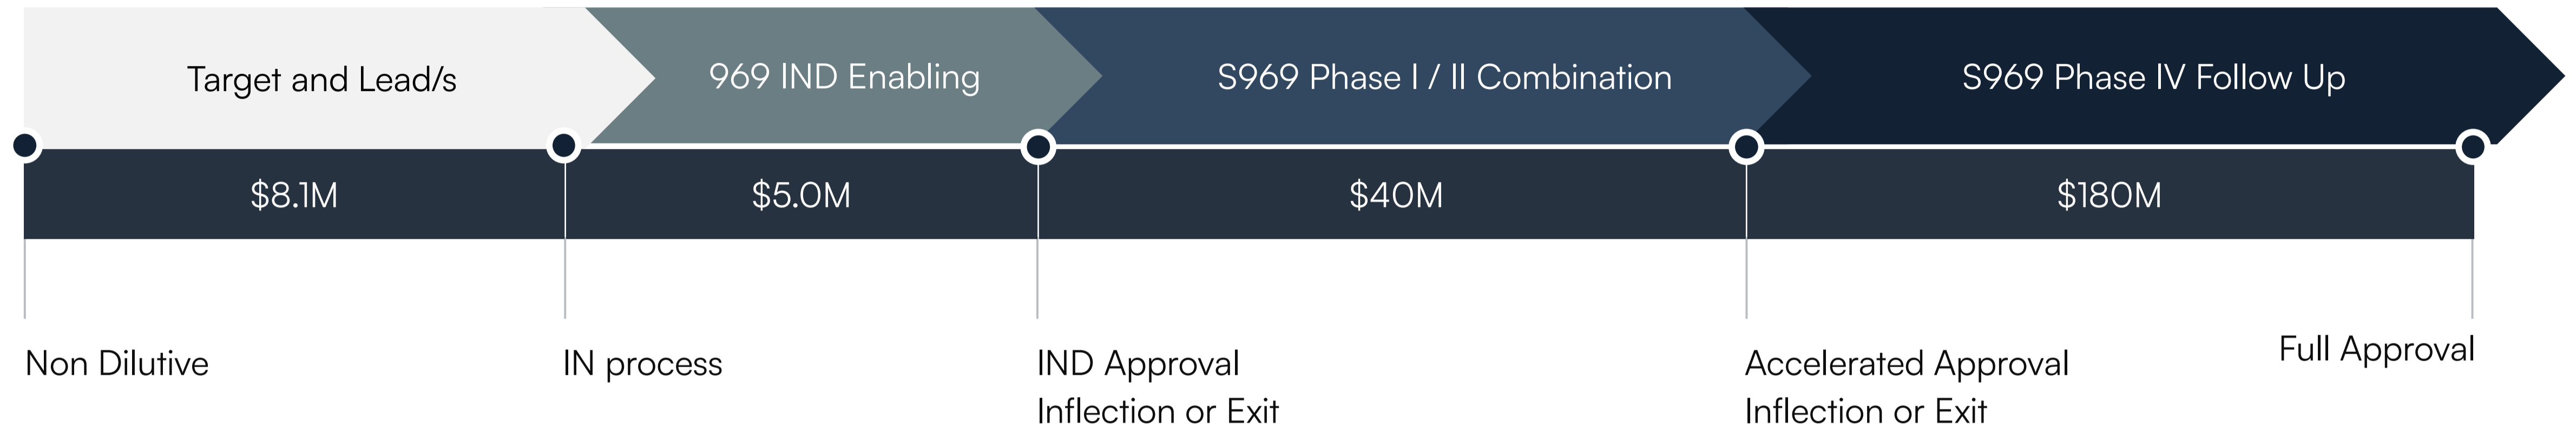 Target and Lead/s
969 IND Enabling
S969 Phase I / II Combination
S969 Phase IV Follow Up
$8.1M
$5.0M
$40M
$180M
Non Dilutive
IN process
IND Approval
Inflection or Exit
Accelerated Approval
Inflection or Exit
Full Approval